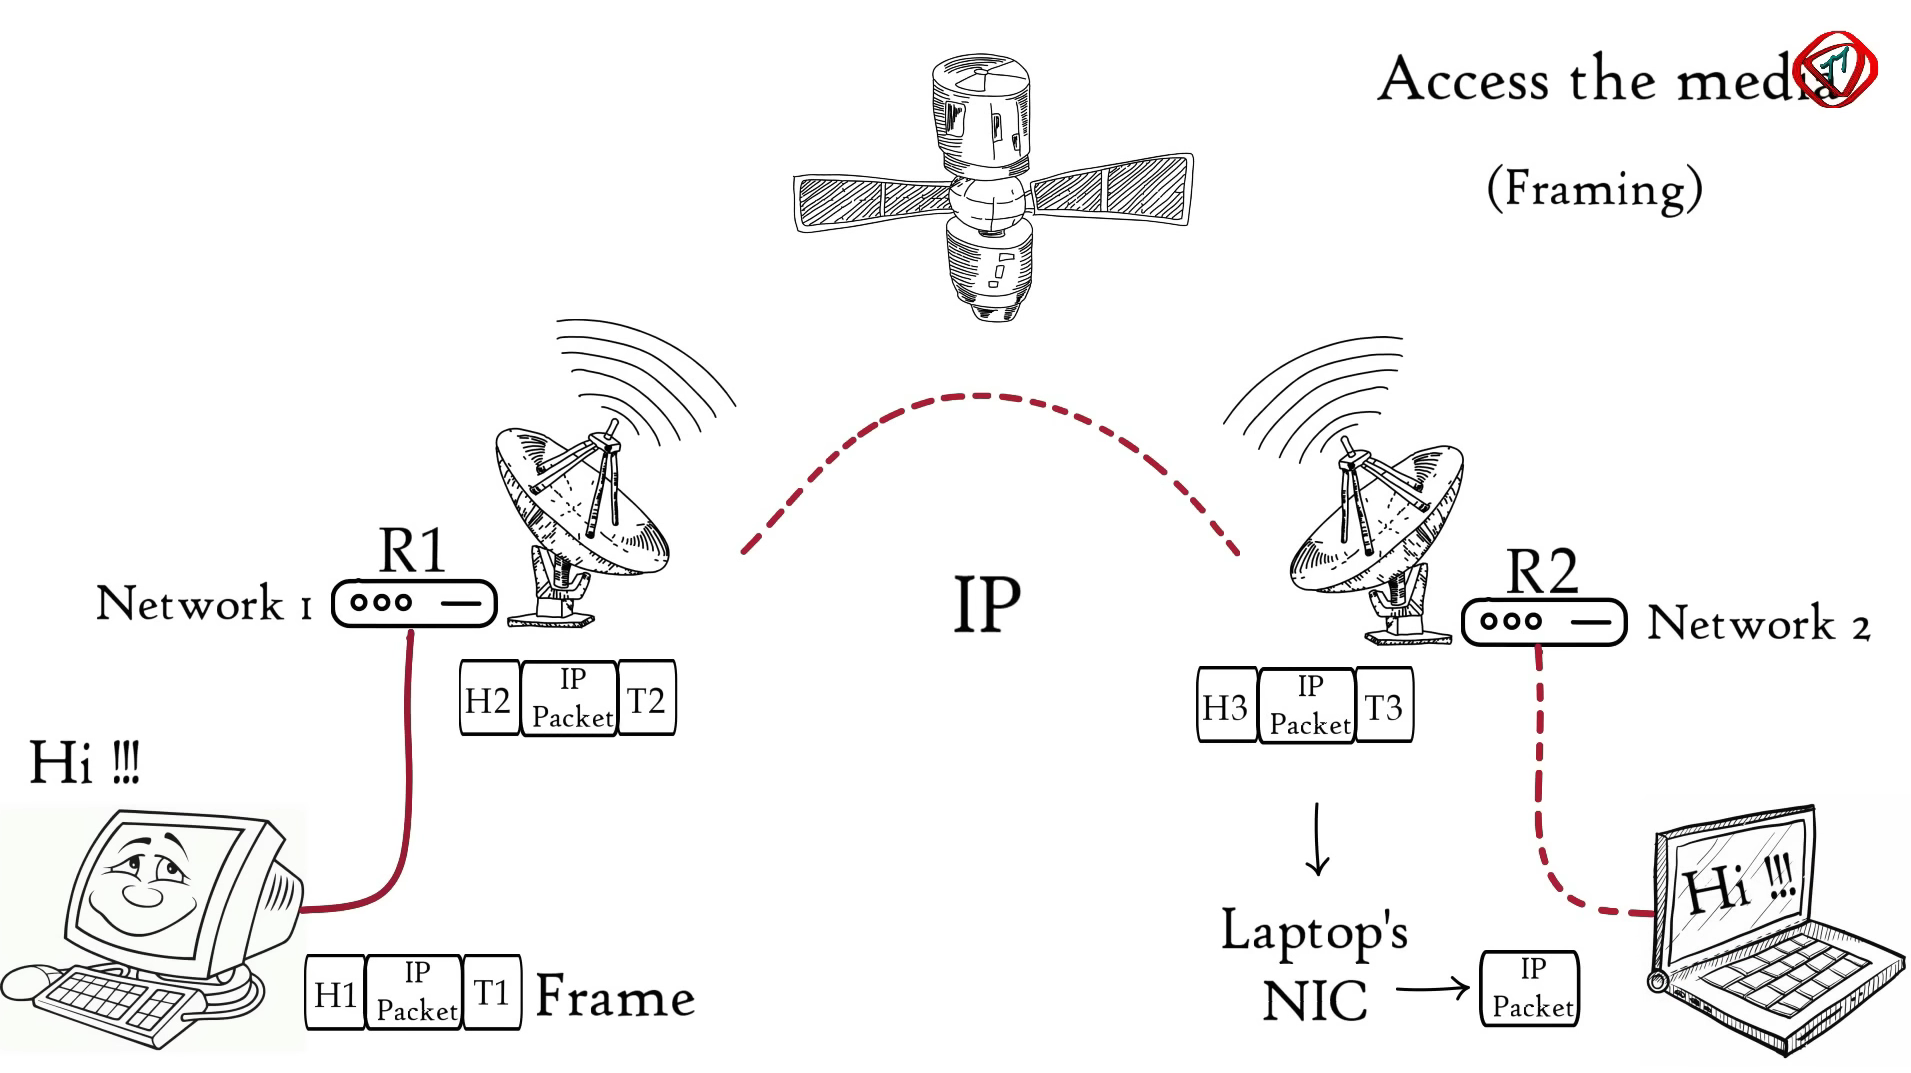 Access the media
(Framing)
R1
Network 1
R2
Network 2
IP
H2
IP
Packet
T2
H3
IP
Packet
T3
Hi !!!
Hi !!!
Laptop's
NIC
IP
Packet
H1
IP
Packet
T1
Frame